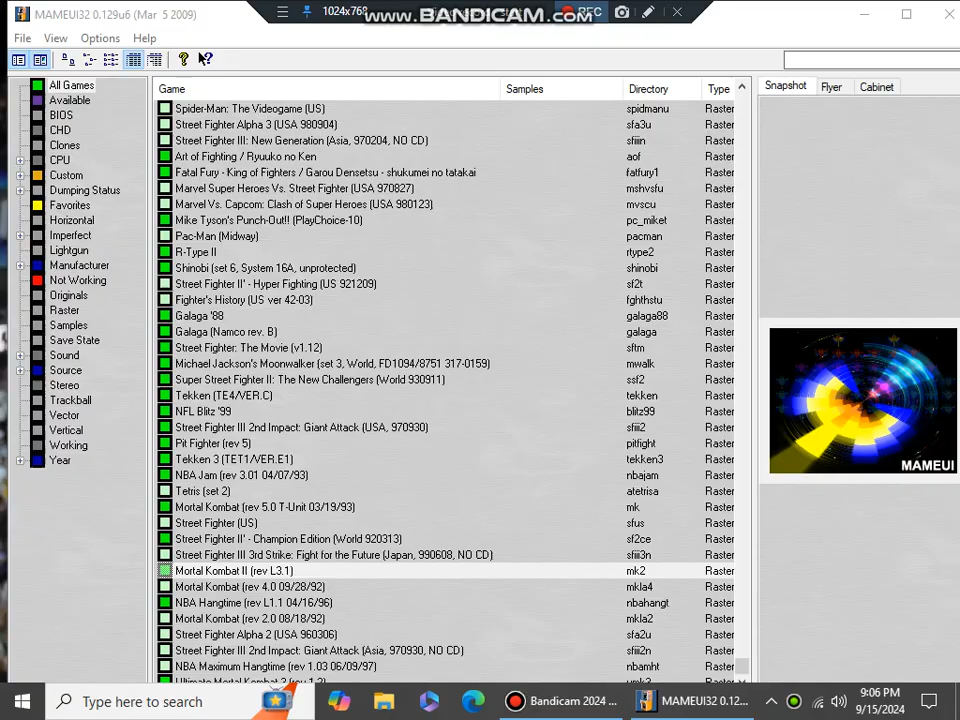 MAMEUI32 0.129u6 (Mar 5 2009)
1024x768
www.BANDICAM.com
REC
File View Options Help
All Games
Available
BIOS
CHD
Clones
CPU
Custom
Dumping Status
Favorites
Horizontal
Imperfect
Lightgun
Manufacturer
Not Working
Originals
Raster
Samples
Save State
Sound
Source
Stereo
Trackball
Vector
Vertical
Working
Year
Game Samples Directory Type
Spider-Man: The Videogame (US) spidmanu Raster
Street Fighter Alpha 3 (USA 980904) sfa3u Raster
Street Fighter III: New Generation (Asia, 970204, NO CD) sfiiin Raster
Art of Fighting / Ryuuko no Ken aof Raster
Fatal Fury - King of Fighters / Garou Densetsu - shukumei no tatakai fatfury1 Raster
Marvel Super Heroes Vs. Street Fighter (USA 970827) mshvsfu Raster
Marvel Vs. Capcom: Clash of Super Heroes (USA 980123) mvscu Raster
Mike Tyson's Punch-Out!! (PlayChoice-10) pc_miket Raster
Pac-Man (Midway) pacman Raster
R-Type II rtype2 Raster
Shinobi (set 6, System 16A, unprotected) shinobi Raster
Street Fighter II' - Hyper Fighting (US 921209) sf2t Raster
Fighter's History (US ver 42-03) fghthstu Raster
Galaga '88 galaga88 Raster
Galaga (Namco rev. B) galaga Raster
Street Fighter: The Movie (v1.12) sftm Raster
Michael Jackson's Moonwalker (set 3, World, FD1094/8751 317-0159) mwalk Raster
Super Street Fighter II: The New Challengers (World 930911) ssf2 Raster
Tekken (TE4/VER.C) tekken Raster
NFL Blitz '99 blitz99 Raster
Street Fighter III 2nd Impact: Giant Attack (USA, 970930) sfiii2 Raster
Pit Fighter (rev 5) pitfight Raster
Tekken 3 (TET1/VER.E1) tekken3 Raster
NBA Jam (rev 3.01 04/07/93) nbajam Raster
Tetris (set 2) atetrisa Raster
Mortal Kombat (rev 5.0 T-Unit 03/19/93) mk Raster
Street Fighter (US) sfus Raster
Street Fighter II' - Champion Edition (World 920313) sf2ce Raster
Street Fighter III 3rd Strike: Fight for the Future (Japan, 990608, NO CD) sfiii3n Raster
Mortal Kombat II (rev L3.1) mk2 Raster
Mortal Kombat (rev 4.0 09/28/92) mkla4 Raster
NBA Hangtime (rev L1.1 04/16/96) nbahangt Raster
Mortal Kombat (rev 2.0 08/18/92) mkla2 Raster
Street Fighter Alpha 2 (USA 960306) sfa2u Raster
Street Fighter III 2nd Impact: Giant Attack (Asia, 970930, NO CD) sfiii2n Raster
NBA Maximum Hangtime (rev 1.03 06/09/97) nbamht Raster
Ultimate Mortal Kombat 3 (rev 1.2) umk3 Raster
Snapshot Flyer Cabinet
MAMEUI
Type here to search
Bandicam 2024 ...
MAMEUI32 0.12...
9:06 PM
9/15/2024